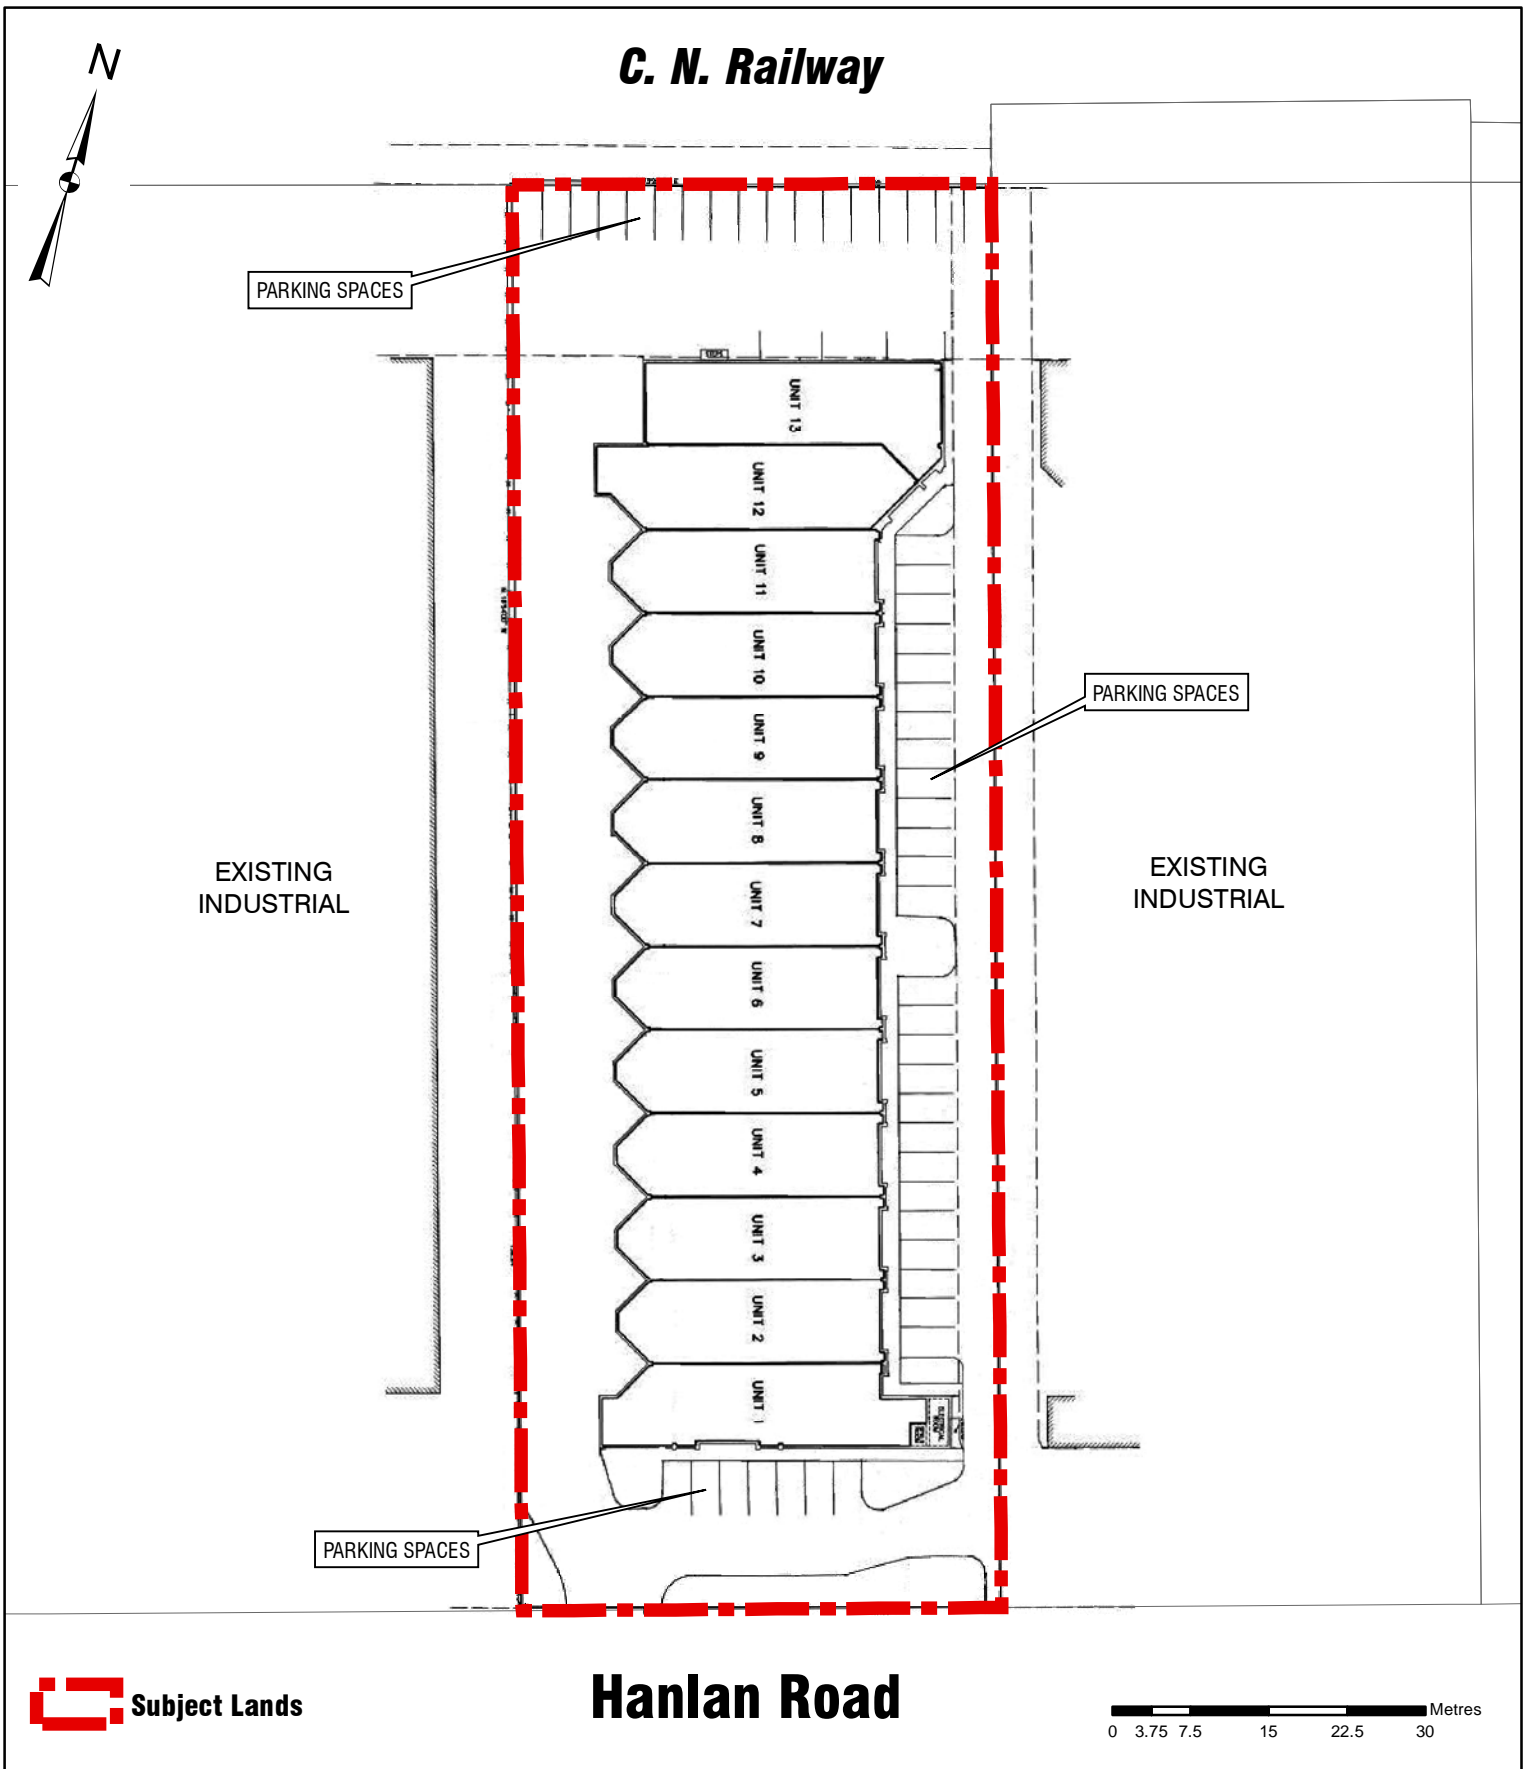 N
C. N. Railway
PARKING SPACES
UNIT 13
UNIT 12
UNIT 11
UNIT 10
PARKING SPACES
UNIT 9
UNIT 8
EXISTING
INDUSTRIAL
EXISTING
INDUSTRIAL
UNIT 7
UNIT 6
UNIT 5
UNIT 4
UNIT 3
UNIT 2
UNIT 1
PARKING SPACES
Subject Lands
Hanlan Road
Metres
0 3.75 7.5 15 22.5 30